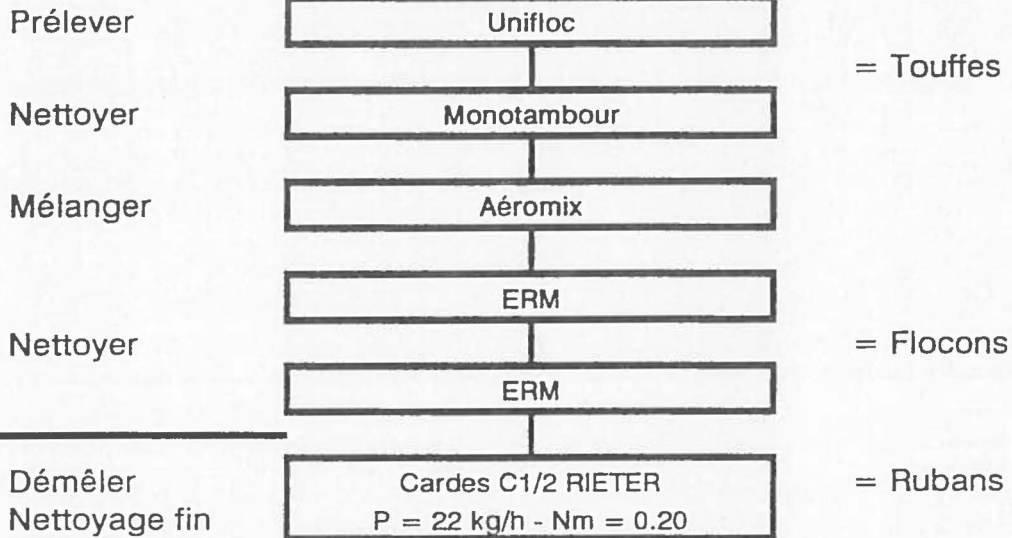 Prélever
Unifloc
= Touffes
Nettoyer
Monotambour
Mélanger
Aéromix
ERM
Nettoyer
= Flocons
ERM
Démêler
Cardes C1/2 RIETER
= Rubans
Nettoyage fin
P = 22 kg/h - Nm = 0.20